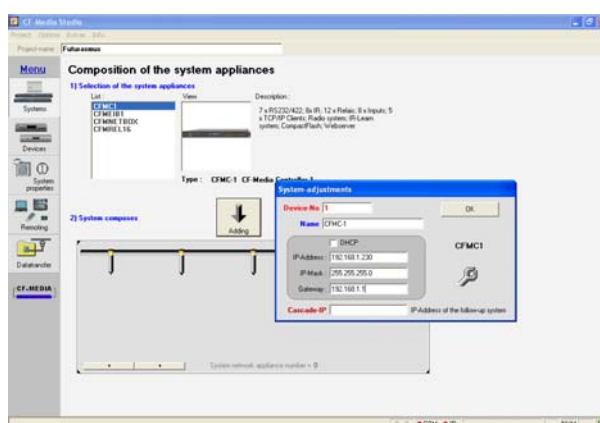 CF-Media Studio
Project Options Extras Info
Project-name : Futurasmus
Menu
Systems
Devices
System properties
Remoting
Datatransfer
CF-MEDIA
Composition of the system appliances
1) Selection of the system appliances
List :
CFMC1
CFMEIB1
CFMNETBOX
CFMREL16
View
Description :
7 x RS232/422; 8x IR; 12 x Relais; 8 x Inputs; 5
x TCP/IP Clients; Radio system; IR-Learn
system; CompactFlash; Webserver
Type : CFMC-1 CF-Media Controller 1
2) System composes
Adding
System network appliance number = 0
System-adjustments
Device-No 1
OK
Name CFMC-1
DHCP
CFMC1
IP-Address : 192.168.1.230
IP-Mask : 255.255.255.0
Gateway : 192.168.1.1
Cascade-IP
IP-Address of the follow-up system